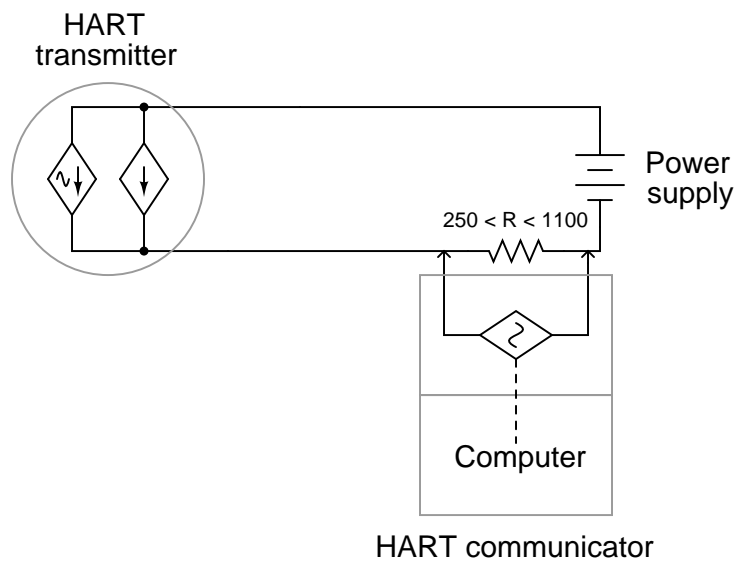 HART
transmitter
Power
supply
250 < R < 1100
Computer
HART communicator